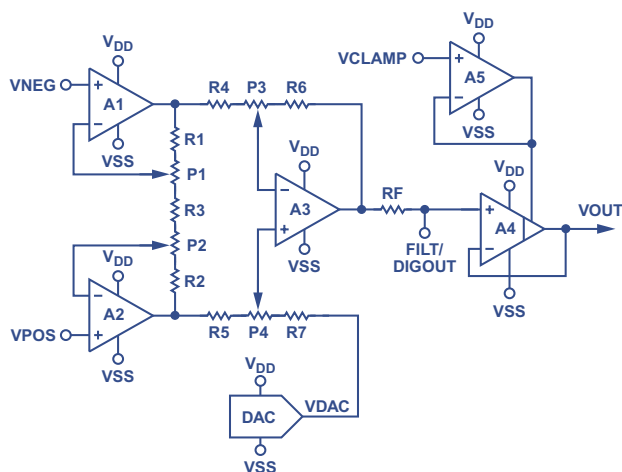 VDD
VCLAMP
+
A5
−
VSS
VDD
VNEG
+
A1
−
VSS
R4 P3 R6
R1
P1
R3
P2
R2
VDD
−
A3
+
VSS
RF
FILT/
DIGOUT
VDD
+
A4
−
VSS
VOUT
VDD
−
A2
+
VPOS
VSS
R5 P4 R7
VDD
DAC
VDAC
VSS